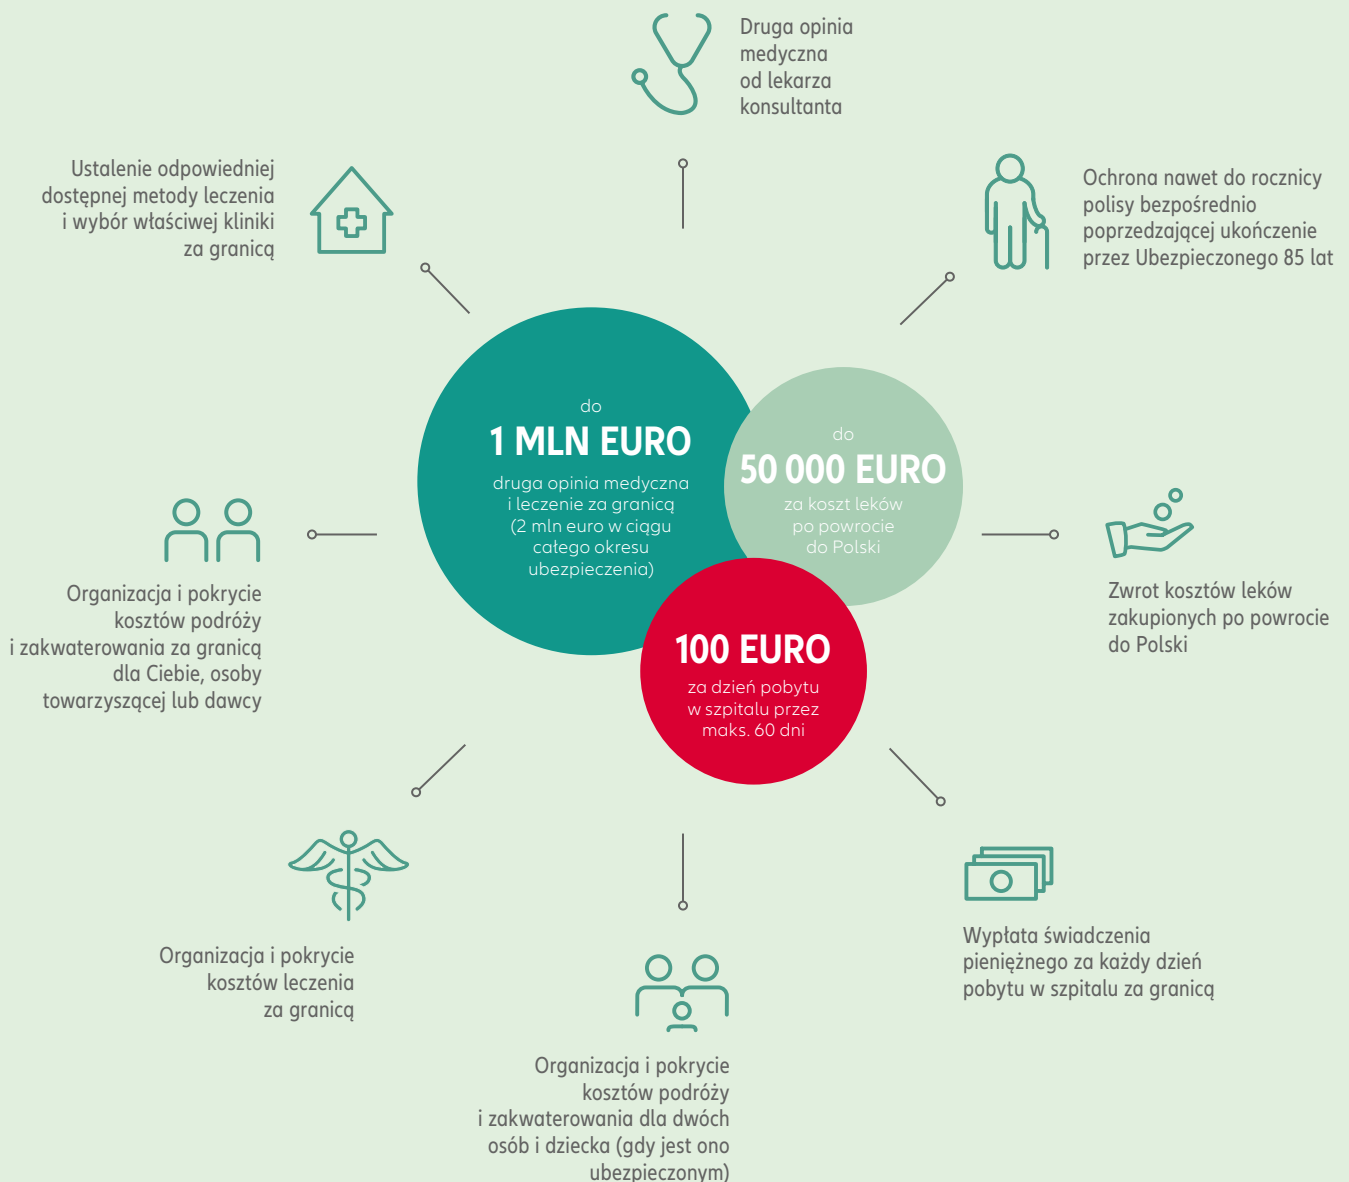 Druga opinia
medyczna
od lekarza
konsultanta
Ustalenie odpowiedniej
dostępnej metody leczenia
i wybór właściwej kliniki
za granicą
Ochrona nawet do rocznicy
polisy bezpośrednio
poprzedzającej ukończenie
przez Ubezpieczonego 85 lat
do
1 MLN EURO
druga opinia medyczna
i leczenie za granicą
(2 mln euro w ciągu
całego okresu
ubezpieczenia)
do
50 000 EURO
za koszt leków
po powrocie
do Polski
100 EURO
za dzień pobytu
w szpitalu przez
maks. 60 dni
Organizacja i pokrycie
kosztów podróży
i zakwaterowania za granicą
dla Ciebie, osoby
towarzyszącej lub dawcy
Zwrot kosztów leków
zakupionych po powrocie
do Polski
Organizacja i pokrycie
kosztów leczenia
za granicą
Wypłata świadczenia
pieniężnego za każdy dzień
pobytu w szpitalu za granicą
Organizacja i pokrycie
kosztów podróży
i zakwaterowania dla dwóch
osób i dziecka (gdy jest ono
ubezpieczonym)